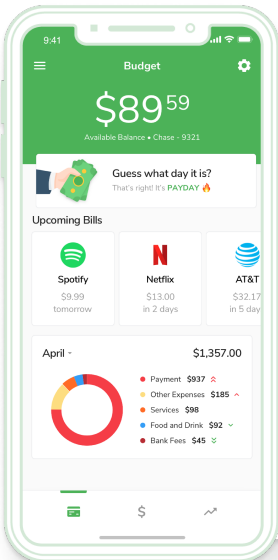 9:41
Budget
$89 59
Available Balance • Chase - 9321
Guess what day it is?
That's right! It's PAYDAY 🔥
Upcoming Bills
Spotify
$9.99
tomorrow
N
Netflix
$13.00
in 2 days
AT&T
$32.17
in 5 day
April
$1,357.00
Payment $937
Other Expenses $185
Services $98
Food and Drink $92
Bank Fees $45
$